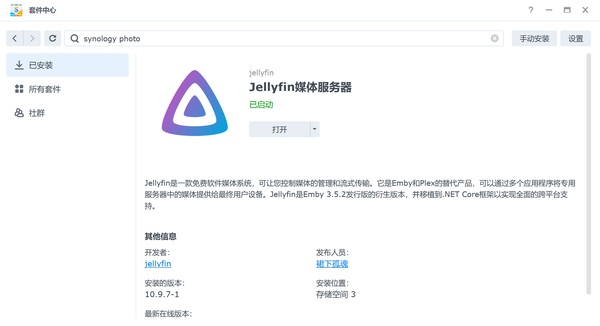 套件中心
synology photo
手动安装
设置
已安装
所有套件
社群
jellyfin
Jellyfin媒体服务器
已启动
打开
Jellyfin是一款免费软件媒体系统，可让您控制媒体的管理和流式传输。它是Emby和Plex的替代产品，可以通过多个应用程序将专用
服务器中的媒体提供给最终用户设备。Jellyfin是Emby 3.5.2发行版的衍生版本，并移植到.NET Core框架以实现全面的跨平台支
持。
其他信息
开发者：
发布人员：
jellyfin
裙下孤魂
安装的版本：
安装位置：
10.9.7-1
存储空间 3
最新在线版本：